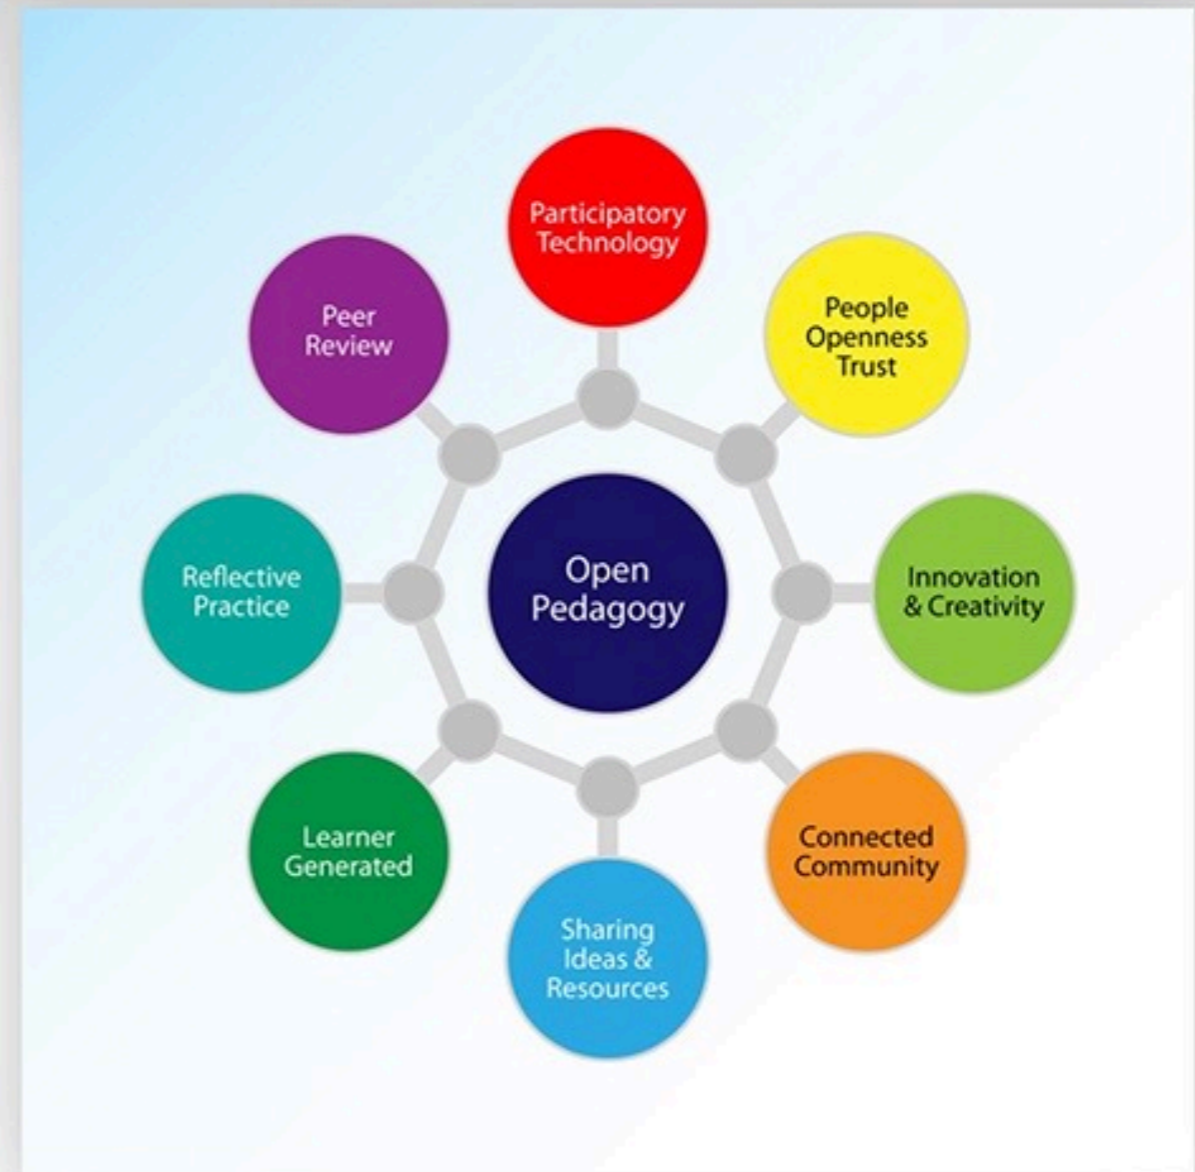 Participatory
Technology
People
Openness
Trust
Innovation
& Creativity
Connected
Community
Sharing
Ideas &
Resources
Learner
Generated
Reflective
Practice
Peer
Review
Open
Pedagogy